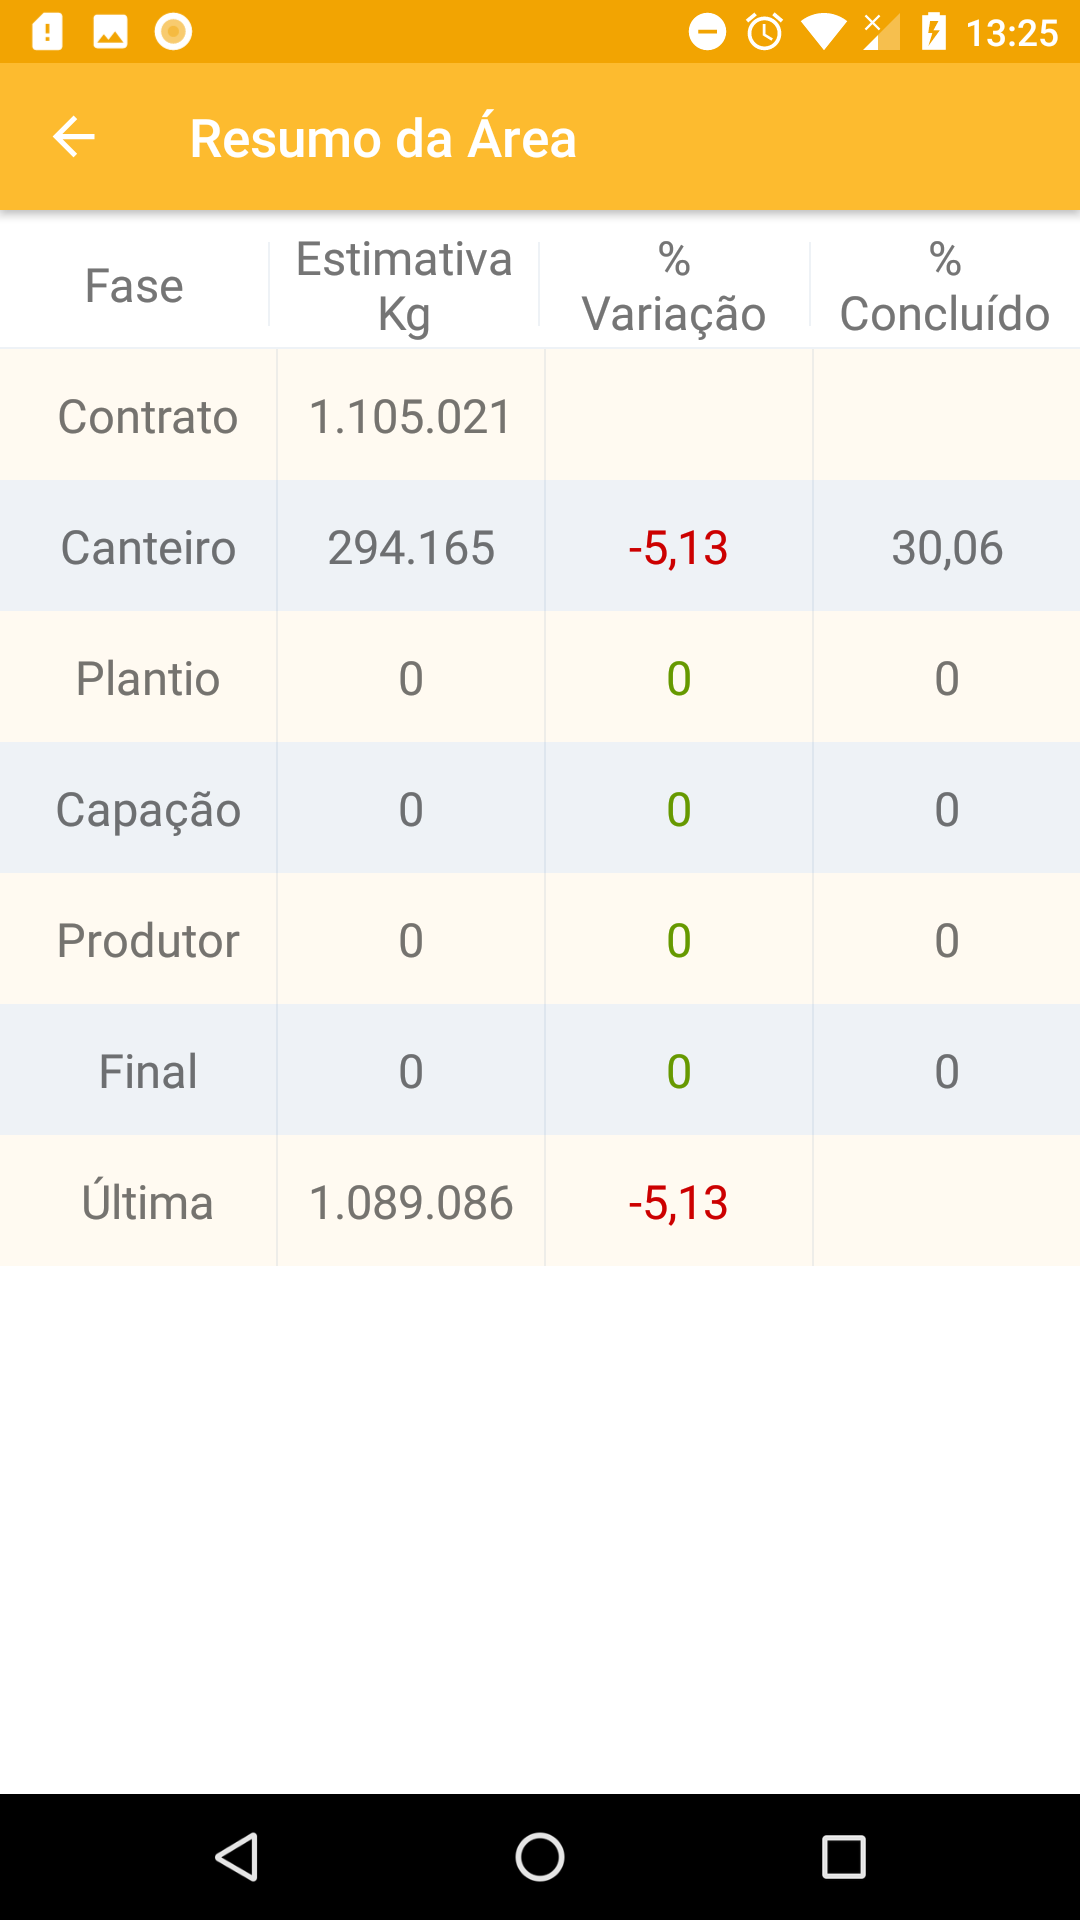 13:25
Resumo da Área
Fase Estimativa Kg % Variação % Concluído
Contrato 1.105.021
Canteiro 294.165 -5,13 30,06
Plantio 0 0 0
Capação 0 0 0
Produtor 0 0 0
Final 0 0 0
Última 1.089.086 -5,13